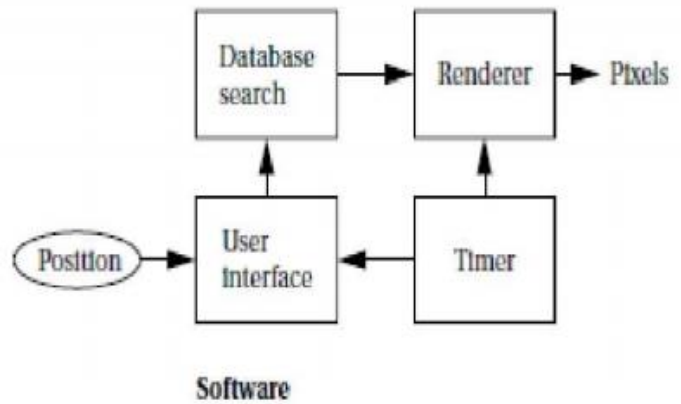 Database
search
Renderer
Pixels
Position
User
interface
Timer
Software